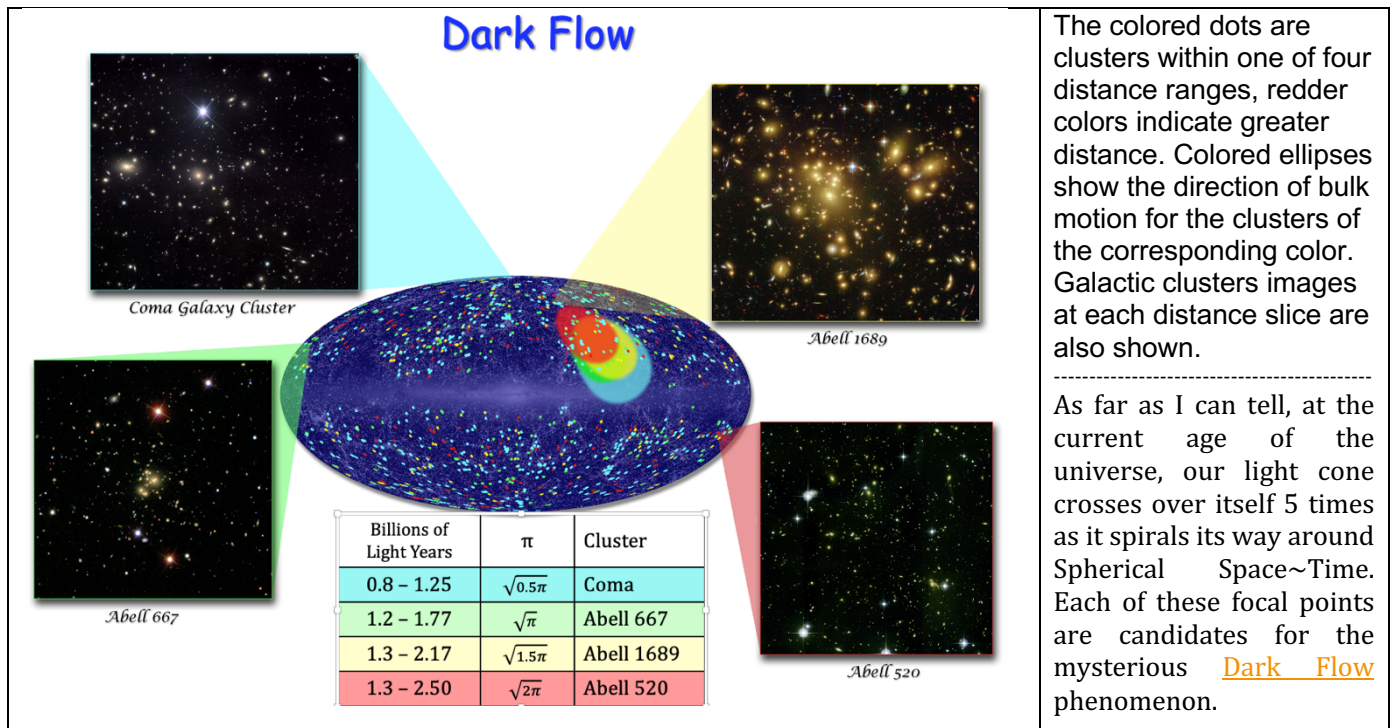 Dark Flow
Coma Galaxy Cluster
Abell 1689
Abell 667
Abell 520
Billions of
Light Years
π
Cluster
0.8 – 1.25
√0.5π
Coma
1.2 – 1.77
√π
Abell 667
1.3 – 2.17
√1.5π
Abell 1689
1.3 – 2.50
√2π
Abell 520
The colored dots are
clusters within one of four
distance ranges, redder
colors indicate greater
distance. Colored ellipses
show the direction of bulk
motion for the clusters of
the corresponding color.
Galactic clusters images
at each distance slice are
also shown.
--------------------------------------------
As far as I can tell, at the
current age of the
universe, our light cone
crosses over itself 5 times
as it spirals its way around
Spherical Space~Time.
Each of these focal points
are candidates for the
mysterious Dark Flow
phenomenon.